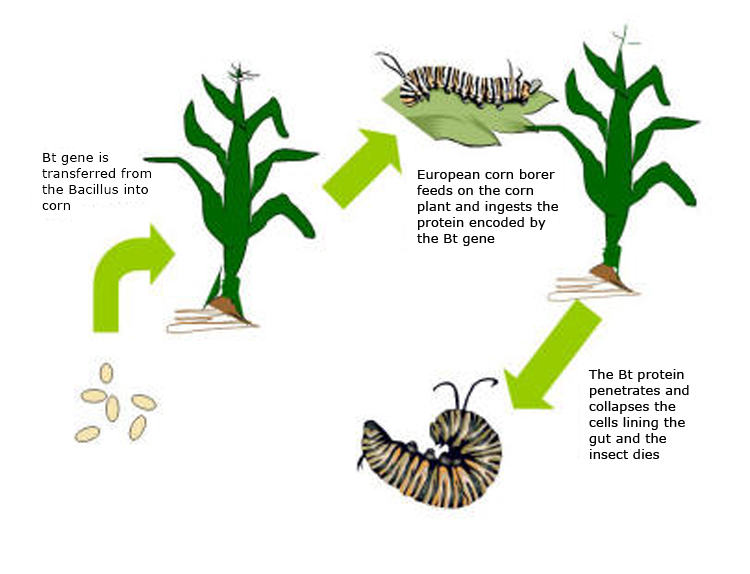 Bt gene is
transferred from
the Bacillus into
corn
European corn borer
feeds on the corn
plant and ingests the
protein encoded by
the Bt gene
The Bt protein
penetrates and
collapses the
cells lining the
gut and the
insect dies